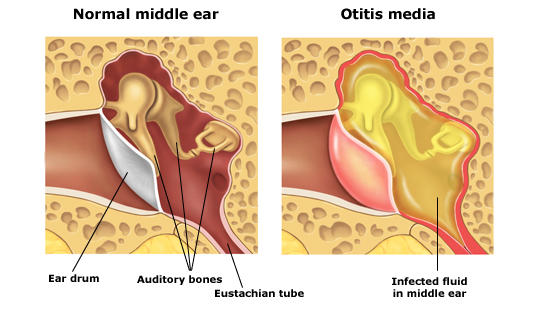 Normal middle ear
Otitis media
Ear drum
Auditory bones
Eustachian tube
Infected fluid
in middle ear